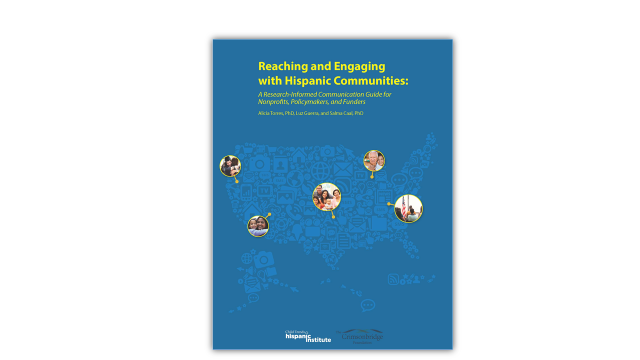 Reaching and Engaging
with Hispanic Communities:
A Research-Informed Communication Guide for
Nonprofits, Policymakers, and Funders
Alicia Torres, PhD, Luz Guerra, and Selma Caal, PhD
Child Trends
hispanic
institute